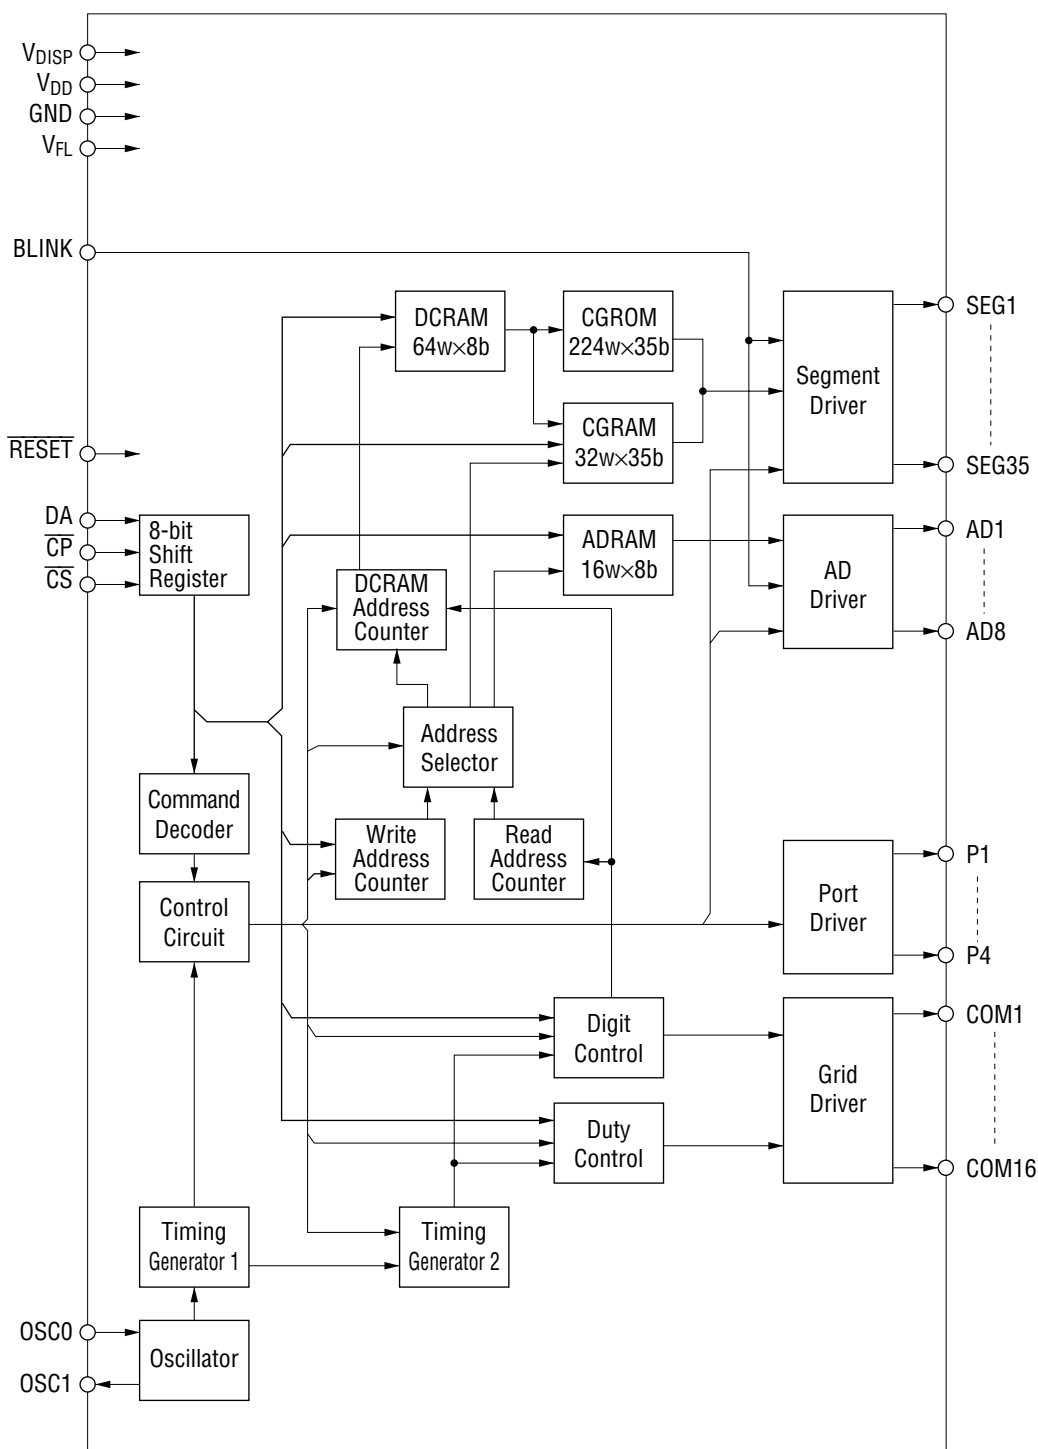 VDISP
VDD
GND
VFL
BLINK
RESET
DA
CP
CS
OSC0
OSC1
8-bit
Shift
Register
Command
Decoder
Control
Circuit
Timing
Generator 1
Oscillator
DCRAM
64w×8b
CGROM
224w×35b
CGRAM
32w×35b
ADRAM
16w×8b
DCRAM
Address
Counter
Address
Selector
Write
Address
Counter
Read
Address
Counter
Digit
Control
Duty
Control
Timing
Generator 2
Segment
Driver
AD
Driver
Port
Driver
Grid
Driver
SEG1
SEG35
AD1
AD8
P1
P4
COM1
COM16